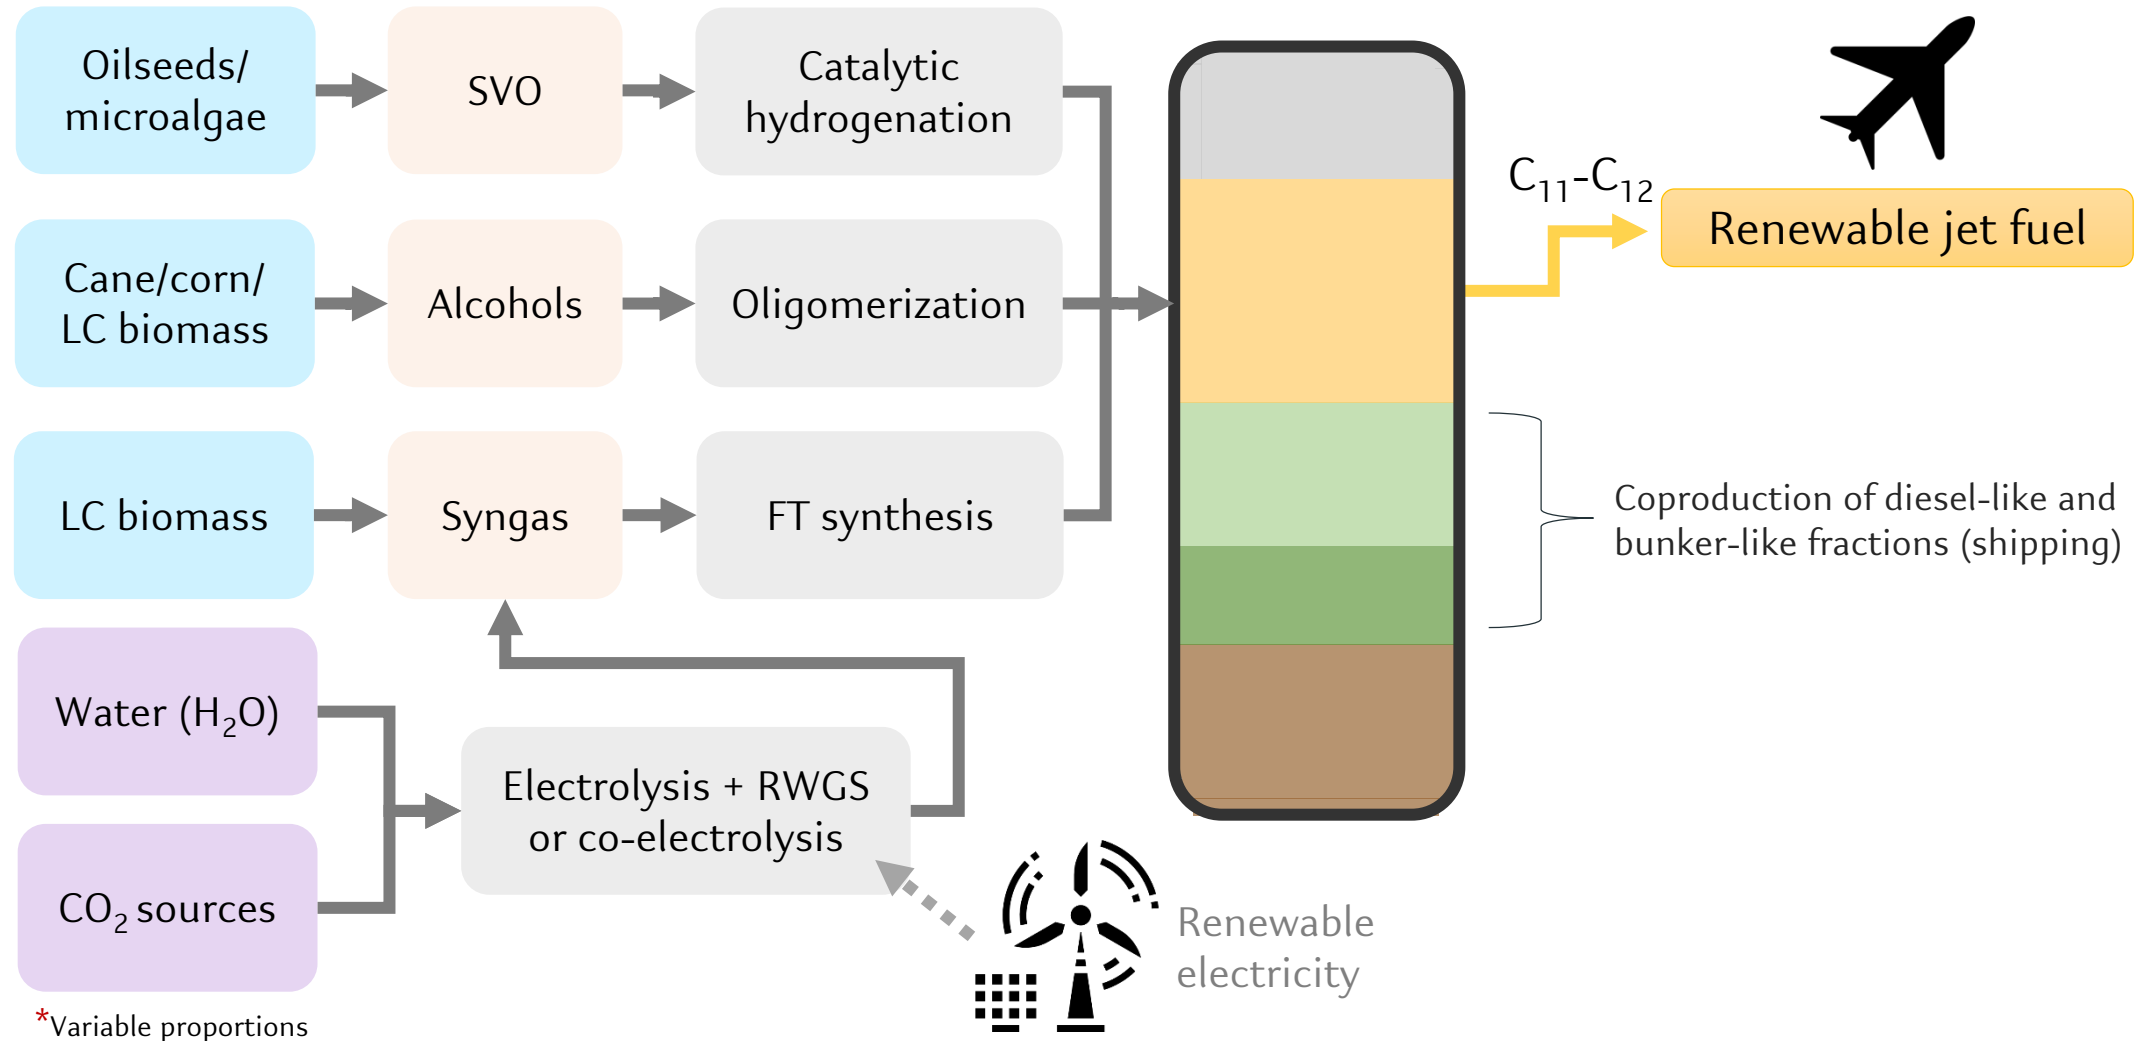 Oilseeds/
microalgae
SVO
Catalytic
hydrogenation
C₁₁-C₁₂
Renewable jet fuel
Cane/corn/
LC biomass
Alcohols
Oligomerization
LC biomass
Syngas
FT synthesis
Coproduction of diesel-like and
bunker-like fractions (shipping)
Water (H₂O)
Electrolysis + RWGS
or co-electrolysis
CO₂ sources
Renewable
electricity
*Variable proportions